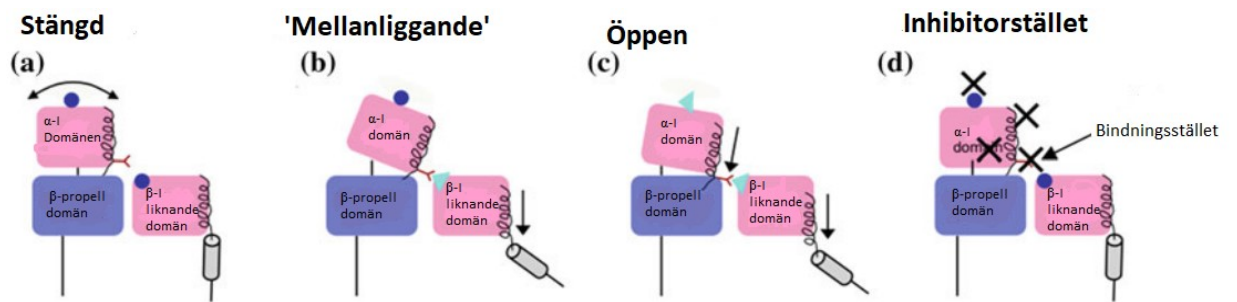 Stängd
'Mellanliggande'
Öppen
Inhibitorstället
(a)
(b)
(c)
(d)
α-I
Domänen
β-propell
domän
β-I
liknande
domän
α-I
domän
β-propell
domän
β-I
liknande
domän
α-I
domän
β-propell
domän
β-I
liknande
domän
α-I
domän
β-propell
domän
β-I
liknande
domän
Bindningsstället